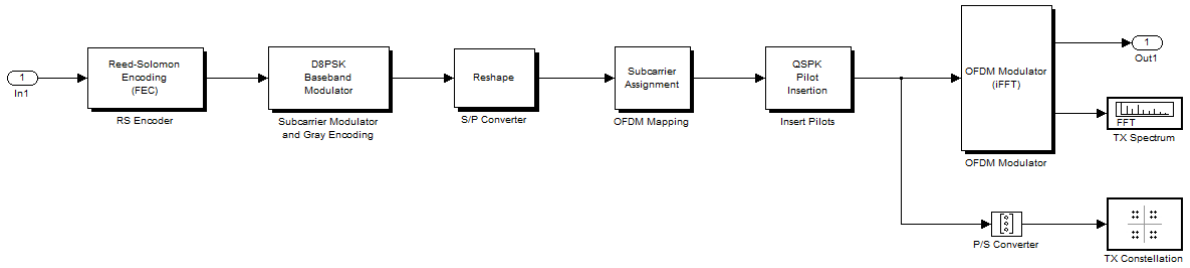 1
In1
Reed-Solomon
Encoding
(FEC)
RS Encoder
D8PSK
Baseband
Modulator
Subcarrier Modulator
and Gray Encoding
Reshape
S/P Converter
Subcarrier
Assignment
OFDM Mapping
QSPK
Pilot
Insertion
Insert Pilots
OFDM Modulator
(iFFT)
OFDM Modulator
1
Out1
FFT
TX Spectrum
P/S Converter
TX Constellation